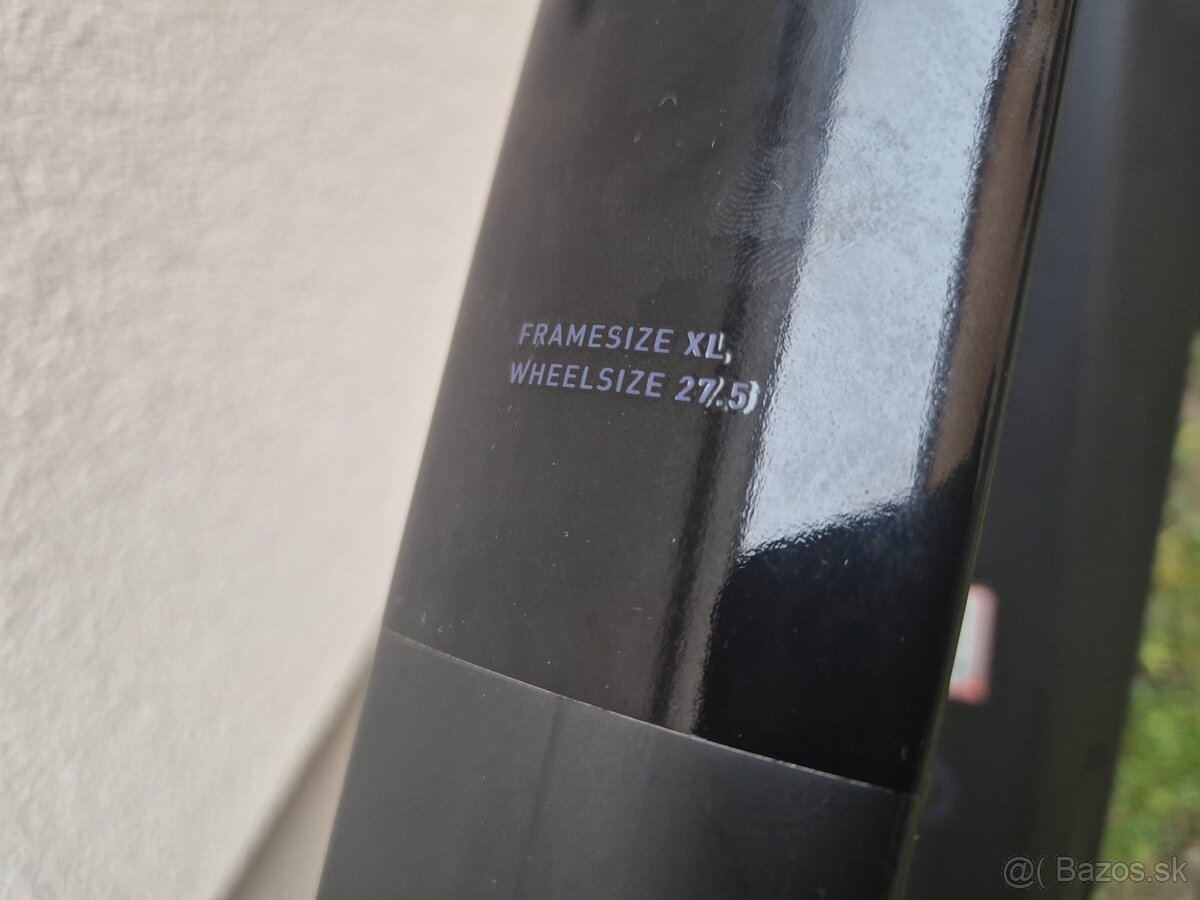 FRAMESIZE XL,
WHEELSIZE 27.5
@( Bazos.sk